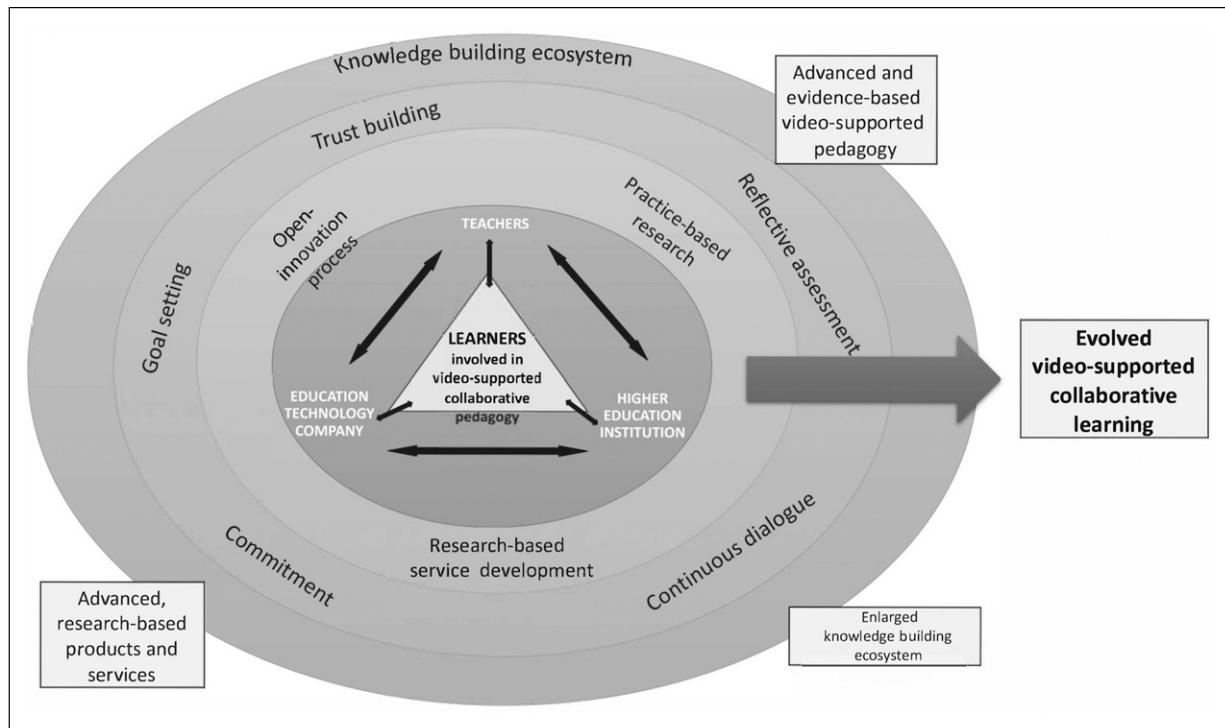 Knowledge building ecosystem
Advanced and
evidence-based
video-supported
pedagogy
Trust building
Reflective assessment
Practice-based
research
Open-
innovation
process
Goal setting
TEACHERS
LEARNERS
involved in
video-supported
collaborative
pedagogy
EDUCATION
TECHNOLOGY
COMPANY
HIGHER
EDUCATION
INSTITUTION
Evolved
video-supported
collaborative
learning
Research-based
service development
Commitment
Continuous dialogue
Advanced,
research-based
products and
services
Enlarged
knowledge building
ecosystem